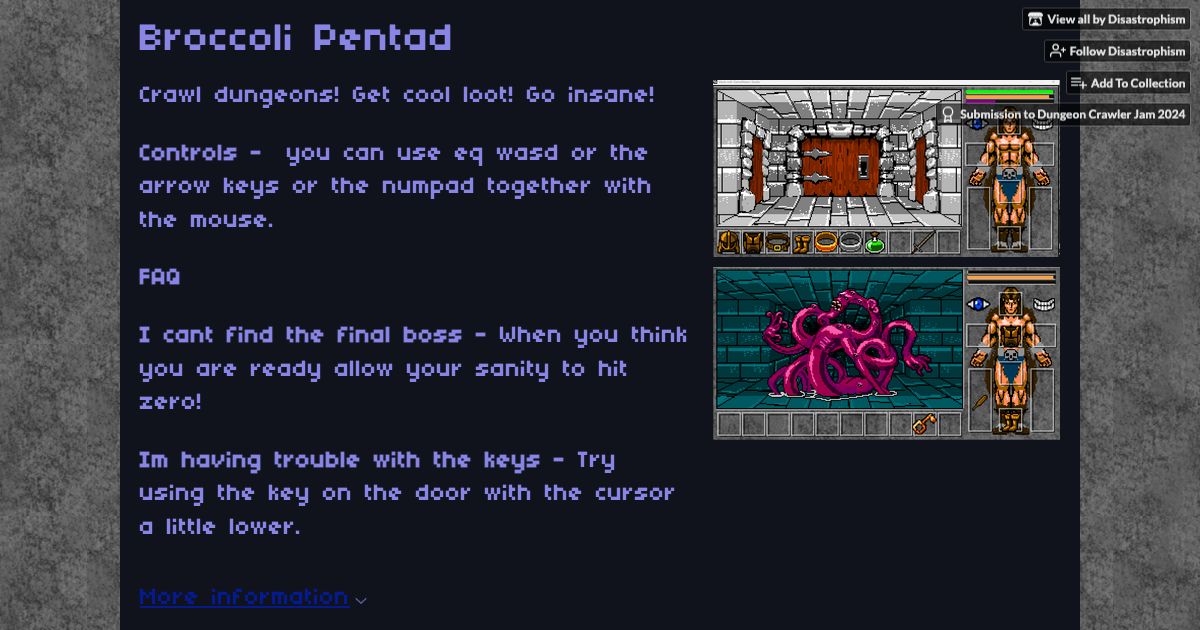 Broccoli Pentad
View all by Disastrophism
Follow Disastrophism
Add To Collection
Submission to Dungeon Crawler Jam 2024
Crawl dungeons! Get cool loot! Go insane!
Controls - you can use eq wasd or the
arrow keys or the numpad together with
the mouse.
FAQ
I cant find the final boss - When you think
you are ready allow your sanity to hit
zero!
Im having trouble with the keys - Try
using the key on the door with the cursor
a little lower.
More information